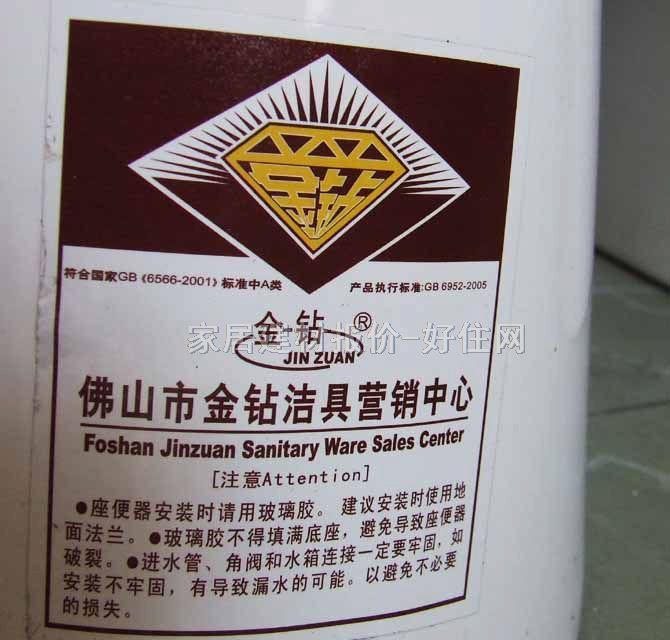 金钻
符合国家GB《6566-2001》标准中A类 产品执行标准:GB 6952-2005
金钻®
JIN ZUAN
家居建材报价-好住网
佛山市金钻洁具营销中心
Foshan Jinzuan Sanitary Ware Sales Center
[注意Attention]
●座便器安装时请用玻璃胶。建议安装时使用地
面法兰。●玻璃胶不得填满底座，避免导致座便器
破裂。●进水管、角阀和水箱连接一定要牢固，如
安装不牢固，有导致漏水的可能。以避免不必要
的损失。